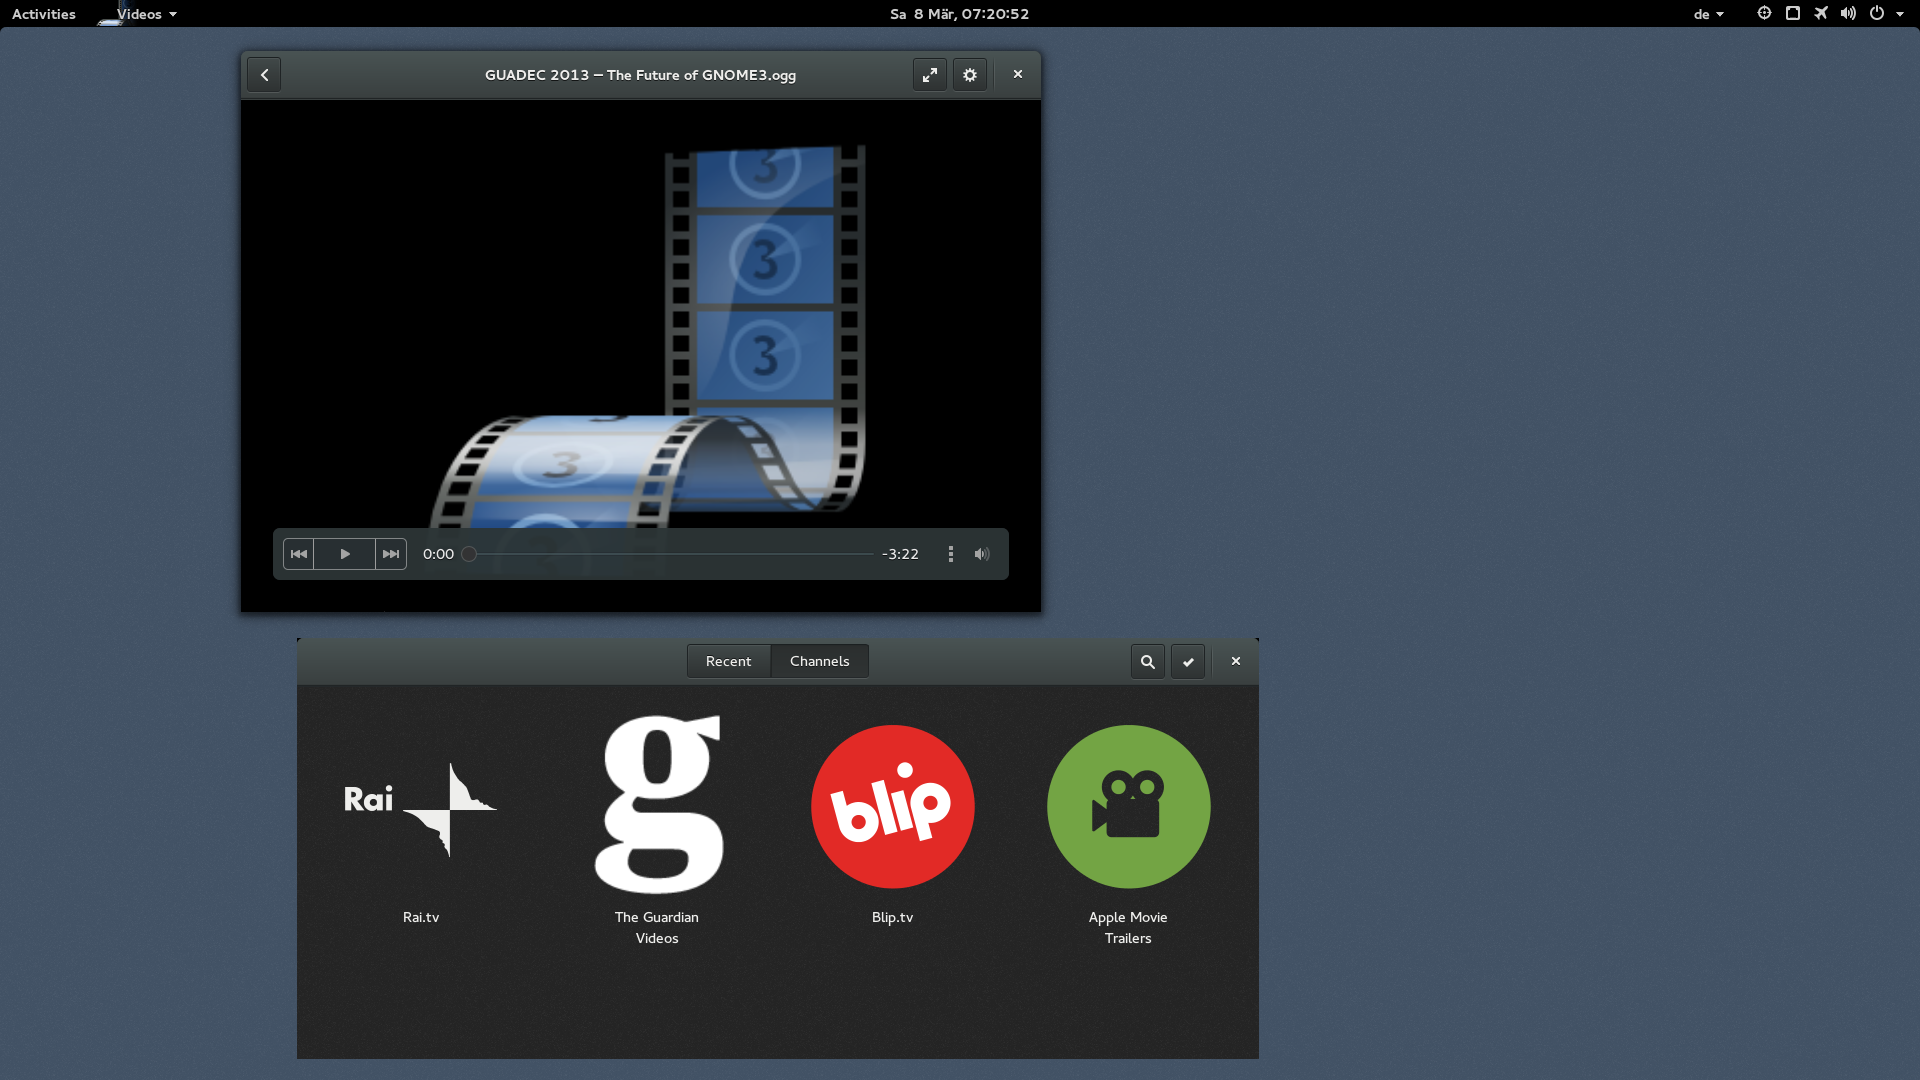 Activities
Videos
Sa 8 Mär, 07:20:52
de
GUADEC 2013 – The Future of GNOME3.ogg
3
3
3
3
0:00
-3:22
Recent
Channels
Rai
g
blip
Rai.tv
The Guardian
Videos
Blip.tv
Apple Movie
Trailers